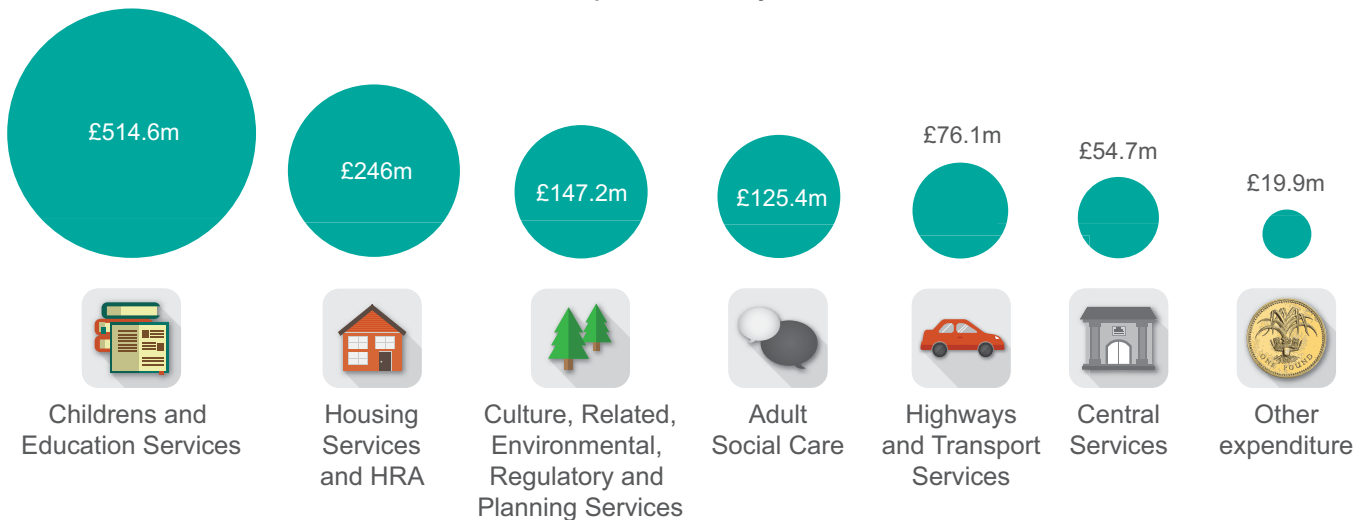 £514.6m
£246m
£147.2m
£125.4m
£76.1m
£54.7m
£19.9m
ONE POUND
Childrens and
Education Services
Housing
Services
and HRA
Culture, Related,
Environmental,
Regulatory and
Planning Services
Adult
Social Care
Highways
and Transport
Services
Central
Services
Other
expenditure